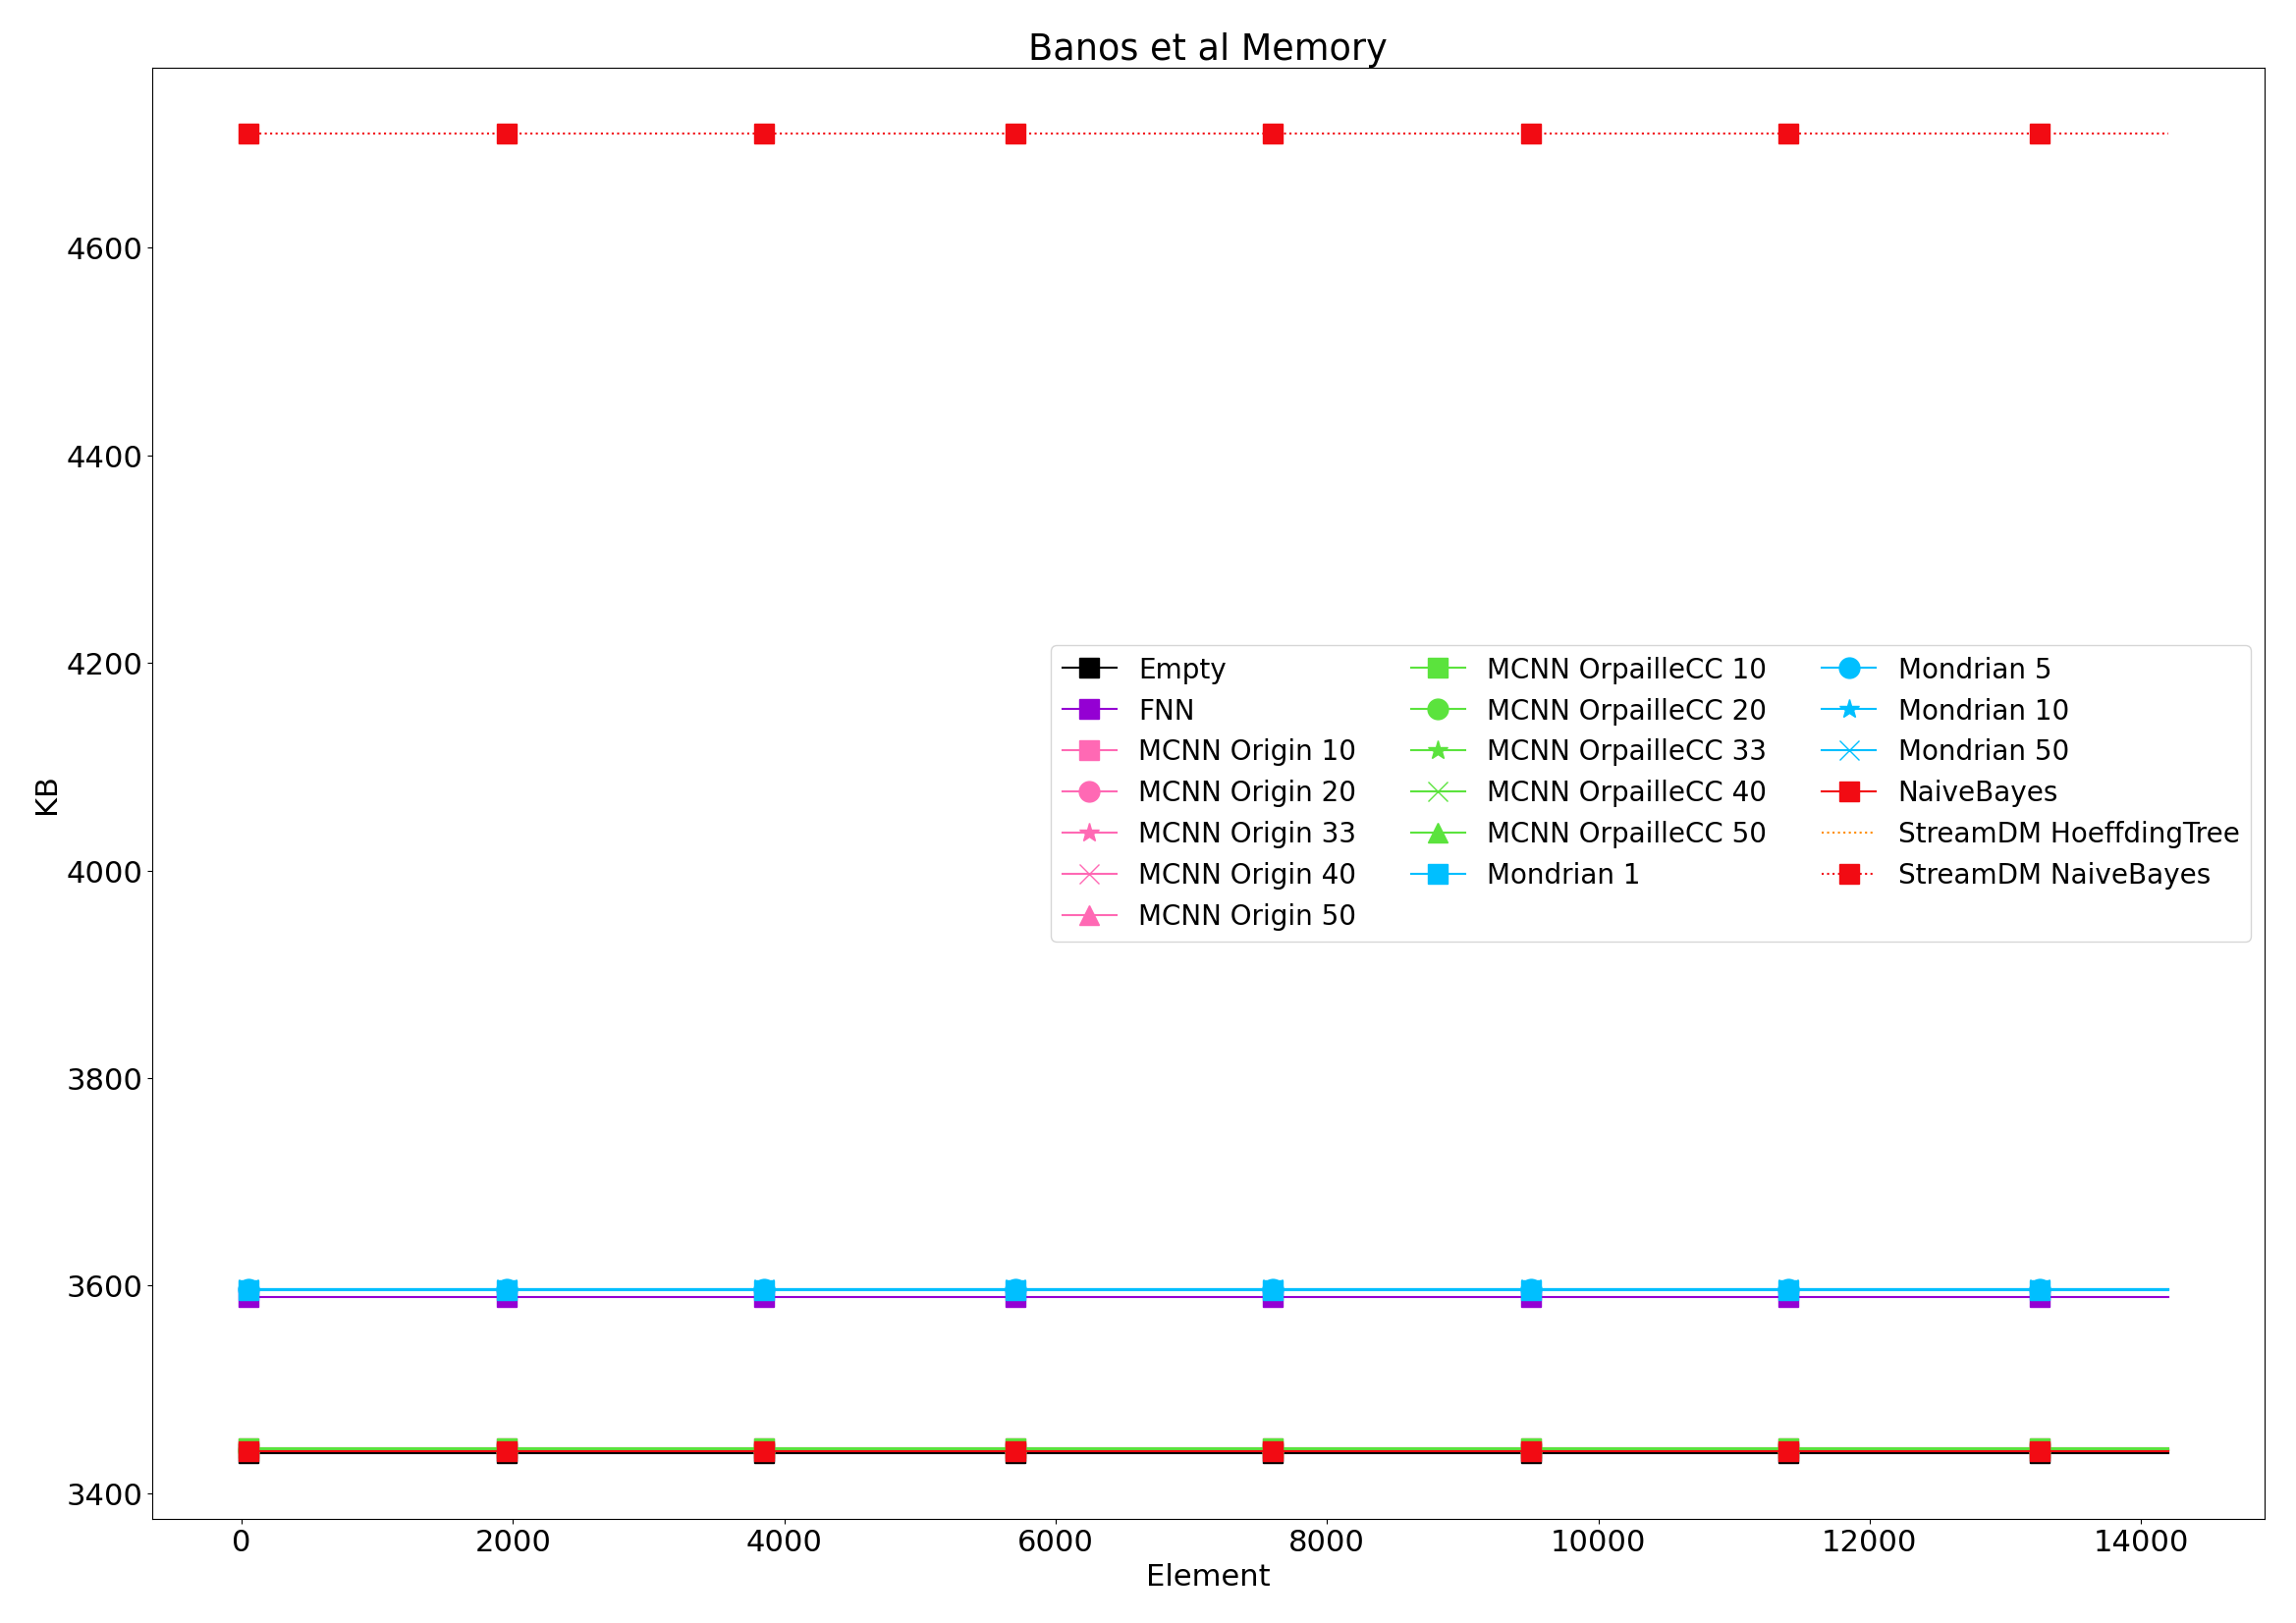 Banos et al Memory
4600
4400
4200
4000
3800
3600
3400
KB
Empty
FNN
MCNN Origin 10
MCNN Origin 20
MCNN Origin 33
MCNN Origin 40
MCNN Origin 50
MCNN OrpailleCC 10
MCNN OrpailleCC 20
MCNN OrpailleCC 33
MCNN OrpailleCC 40
MCNN OrpailleCC 50
Mondrian 1
Mondrian 5
Mondrian 10
Mondrian 50
NaiveBayes
StreamDM HoeffdingTree
StreamDM NaiveBayes
0 2000 4000 6000 8000 10000 12000 14000
Element